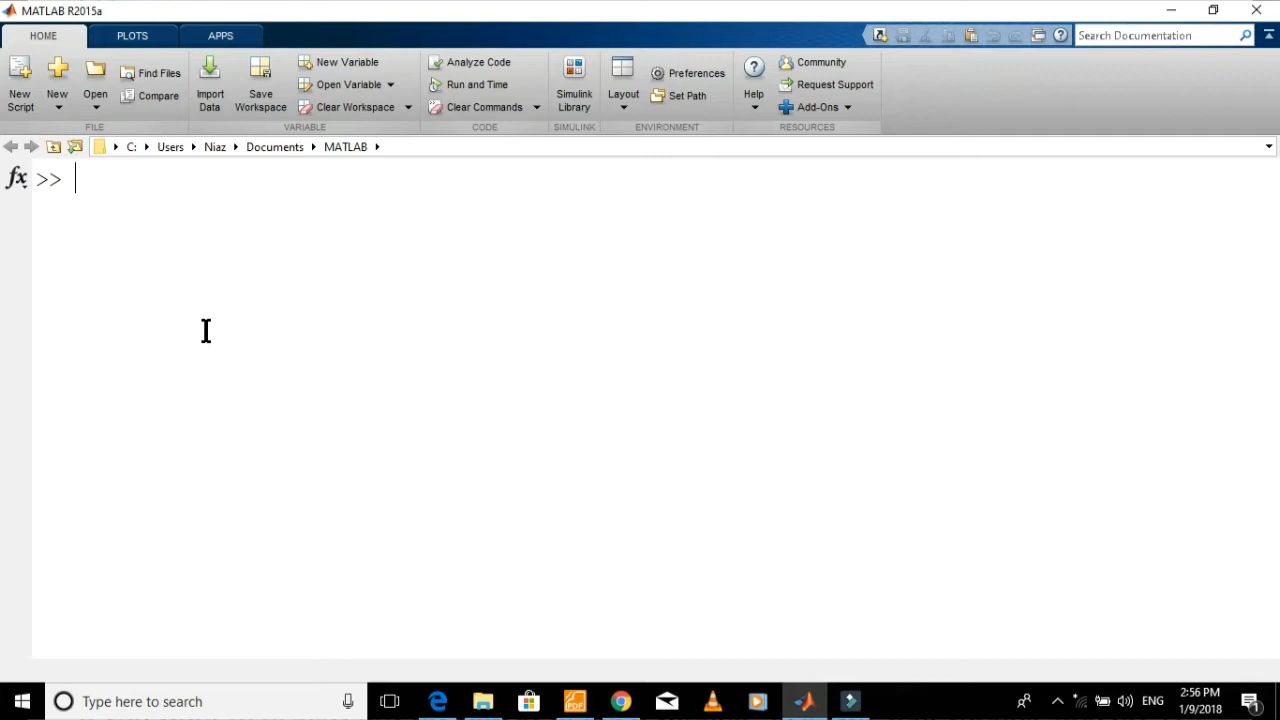 MATLAB R2015a
HOME PLOTS APPS Search Documentation
New Script New Open Find Files Compare Import Data Save Workspace New Variable Open Variable Clear Workspace Analyze Code Run and Time Clear Commands Simulink Library Layout Preferences Set Path Help Community Request Support Add-Ons
FILE VARIABLE CODE SIMULINK ENVIRONMENT RESOURCES
C: Users Niaz Documents MATLAB
fx >>
Type here to search PDF ENG 2:56 PM
1/9/2018 1